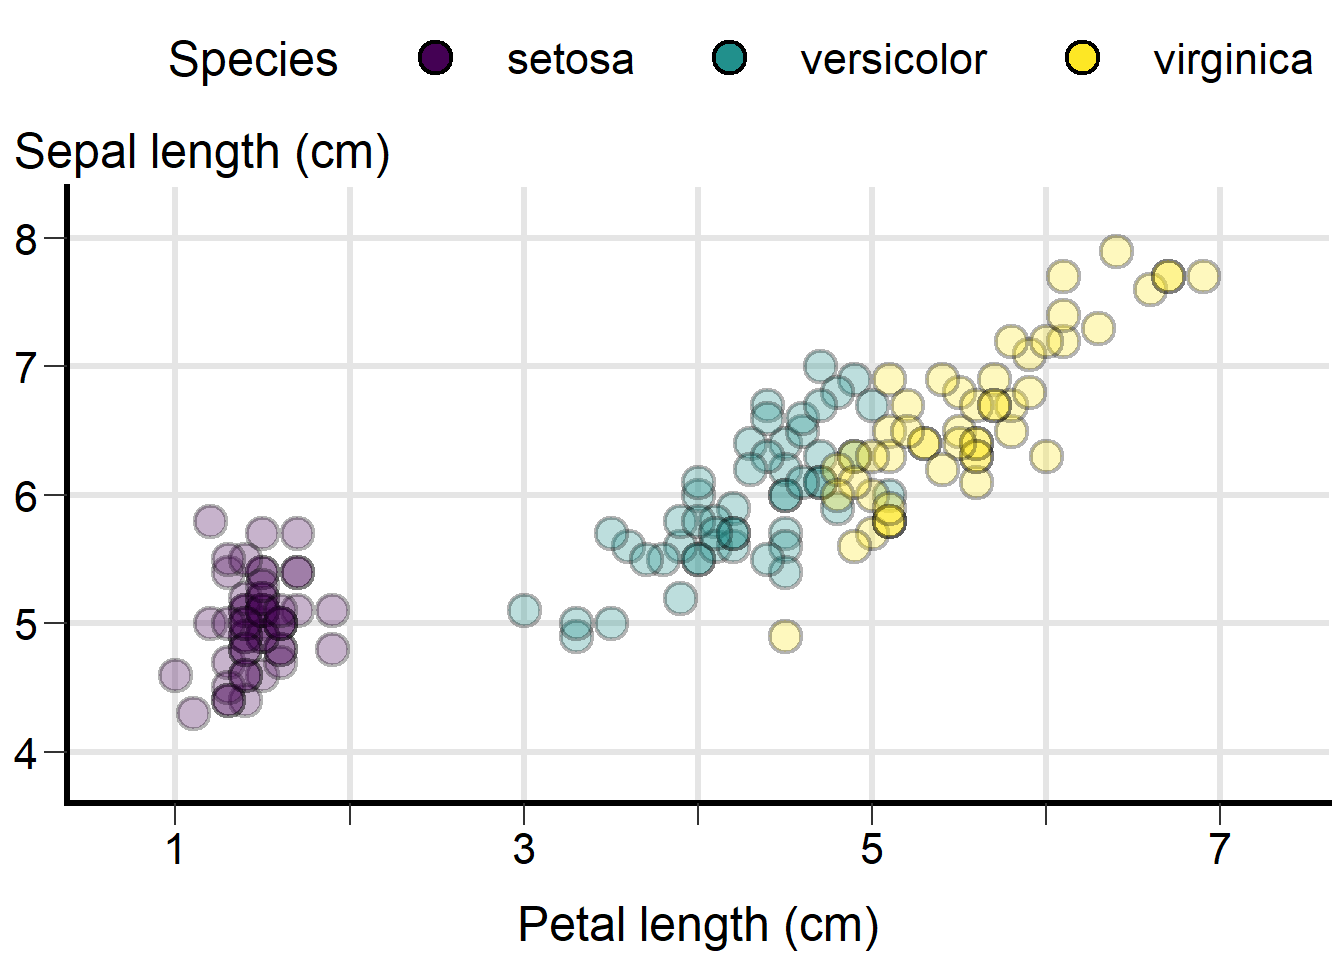 Species setosa versicolor virginica
Sepal length (cm)
8
7
6
5
4
1 3 5 7
Petal length (cm)